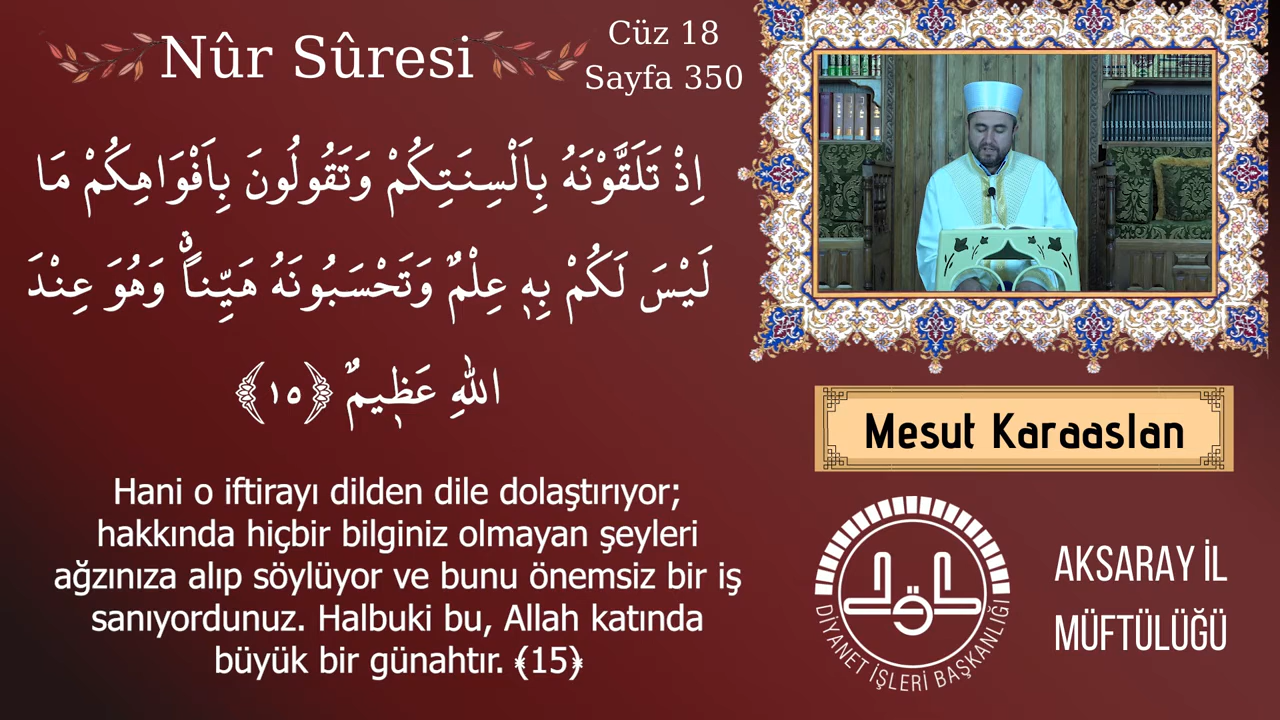 Nûr Sûresi
Cüz 18
Sayfa 350
اِذْ تَلَقَّوْنَهُ بِاَلْسِنَتِكُمْ وَتَقُولُونَ بِاَفْوَاهِكُمْ مَا
لَيْسَ لَكُمْ بِه۪ عِلْمٌ وَتَحْسَبُونَهُ هَيِّناًۗ وَهُوَ عِنْدَ
اللّٰهِ عَظ۪يمٌ ﴿١٥﴾
Hani o iftirayı dilden dile dolaştırıyor;
hakkında hiçbir bilginiz olmayan şeyleri
ağzınıza alıp söylüyor ve bunu önemsiz bir iş
sanıyordunuz. Halbuki bu, Allah katında
büyük bir günahtır. ﴾15﴿
Mesut Karaaslan
DİYANET İŞLERİ BAŞKANLIĞI
AKSARAY İL
MÜFTÜLÜĞÜ